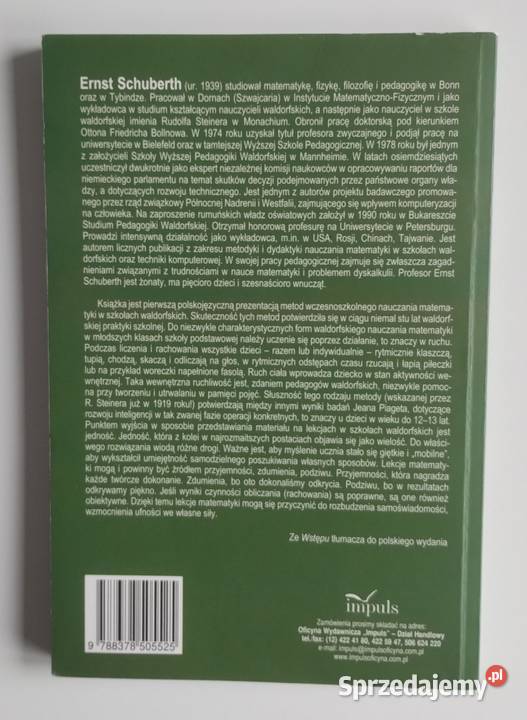 Ernst Schuberth (ur. 1939) studiował matematykę, fizykę, filozofię i pedagogikę w Bonn
oraz w Tybindze. Pracował w Dornach (Szwajcaria) w Instytucie Matematyczno-Fizycznym i jako
wykładowca w studium kształcącym nauczycieli waldorfskich, a następnie jako nauczyciel w szkole
waldorfskiej imienia Rudolfa Steinera w Monachium. Obronił pracę doktorską pod kierunkiem
Ottona Friedricha Bollnowa. W 1974 roku uzyskał tytuł profesora zwyczajnego i podjął pracę na
uniwersytecie w Bielefeld oraz w tamtejszej Wyższej Szkole Pedagogicznej. W 1978 roku był jednym
z założycieli Szkoły Wyższej Pedagogiki Waldorfskiej w Mannheimie. W latach osiemdziesiątych
uczestniczył dwukrotnie jako ekspert niezależnej komisji naukowców w opracowywaniu raportów dla
niemieckiego parlamentu na temat skutków decyzji podejmowanych przez państwowe organy wła-
dzy, a dotyczących rozwoju technicznego. Jest jednym z autorów projektu badawczego promowa-
nego przez rząd związkowy Północnej Nadrenii i Westfalii, zajmującego się wpływem komputeryzacji
na człowieka. Na zaproszenie rumuńskich władz oświatowych założył w 1990 roku w Bukareszcie
Studium Pedagogiki Waldorfskiej. Otrzymał honorową profesurę na Uniwersytecie w Petersburgu.
Prowadzi intensywną działalność jako wykładowca, m.in. w USA, Rosji, Chinach, Tajwanie. Jest
autorem licznych publikacji z zakresu metodyki i dydaktyki nauczania matematyki w szkołach wal-
dorfskich oraz techniki komputerowej. W swojej pracy pedagogicznej zajmuje się zwłaszcza zagad-
nieniami związanymi z trudnościami w nauce matematyki i problemem dyskalkulii. Profesor Ernst
Schuberth jest żonaty, ma pięcioro dzieci i szesnaścioro wnucząt.
Książka jest pierwszą polskojęzyczną prezentacją metod wczesnoszkolnego nauczania matema-
tyki w szkołach waldorfskich. Skuteczność tych metod potwierdziła się w ciągu niemal stu lat waldorf-
skiej praktyki szkolnej. Do niezwykle charakterystycznych form waldorfskiego nauczania matematyki
w młodszych klasach szkoły podstawowej należy uczenie się poprzez działanie, to znaczy w ruchu.
Podczas liczenia i rachowania wszystkie dzieci – razem lub indywidualnie – rytmicznie klaszczą,
tupią, chodzą, skaczą i odliczają na głos, w rytmicznych odstępach czasu rzucają i łapią piłeczki
lub na przykład woreczki napełnione fasolą. Ruch ciała wprowadza dziecko w stan aktywności we-
wnętrznej. Taka wewnętrzna ruchliwość jest, zdaniem pedagogów waldorfskich, niezwykle pomoc-
na przy tworzeniu i utrwalaniu w pamięci pojęć. Słuszność tego rodzaju metody (wskazanej przez
R. Steinera już w 1919 roku!) potwierdzają między innymi wyniki badań Jeana Piageta, dotyczące
rozwoju inteligencji w tak zwanej fazie operacji konkretnych, to znaczy u dzieci w wieku do 12–13 lat.
Punktem wyjścia w sposobie przedstawiania materiału na lekcjach w szkołach waldorfskich jest
jedność. Jedność, która z kolei w najrozmaitszych postaciach objawia się jako wielość. Do właści-
wego rozwiązania wiodą różne drogi. Ważne jest, aby myślenie ucznia stało się giętkie i „mobilne”,
aby wykształcił umiejętność samodzielnego poszukiwania własnych sposobów. Lekcje matematy-
ki mogą i powinny być źródłem przyjemności, zdumienia, podziwu. Przyjemności, która nagradza
każde twórcze dokonanie. Zdumienia, bo oto dokonaliśmy odkrycia. Podziwu, bo w rezultatach
odkrywamy piękno. Jeśli wyniki czynności obliczania (rachowania) są poprawne, są one również
obiektywne. Dzięki temu lekcje matematyki mogą się przyczynić do rozbudzenia samoświadomości,
wzmocnienia ufności we własne siły.
Ze Wstępu tłumacza do polskiego wydania
impuls
Zamówienia prosimy składać na adres:
Oficyna Wydawnicza „Impuls” – Dział Handlowy
tel./fax: (12) 422 41 80, 422 59 47, 506 624 220
e-mail: impuls@impulsoficyna.com.pl
www.impulsoficyna.com.pl
9 788378 505525
Sprzedajemy.pl